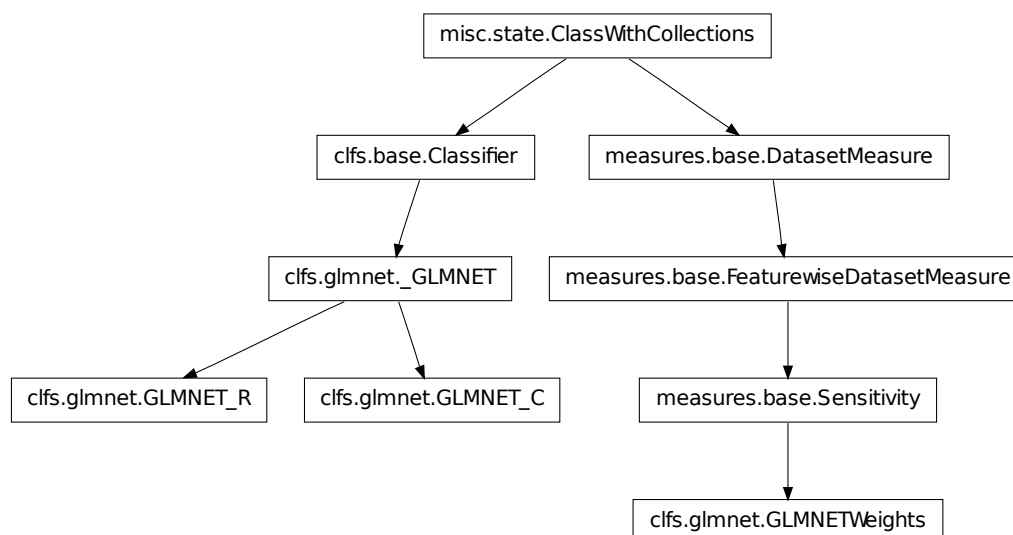 misc.state.ClassWithCollections
clfs.base.Classifier
measures.base.DatasetMeasure
clfs.glmnet._GLMNET
measures.base.FeaturewiseDatasetMeasure
clfs.glmnet.GLMNET_R
clfs.glmnet.GLMNET_C
measures.base.Sensitivity
clfs.glmnet.GLMNETWeights